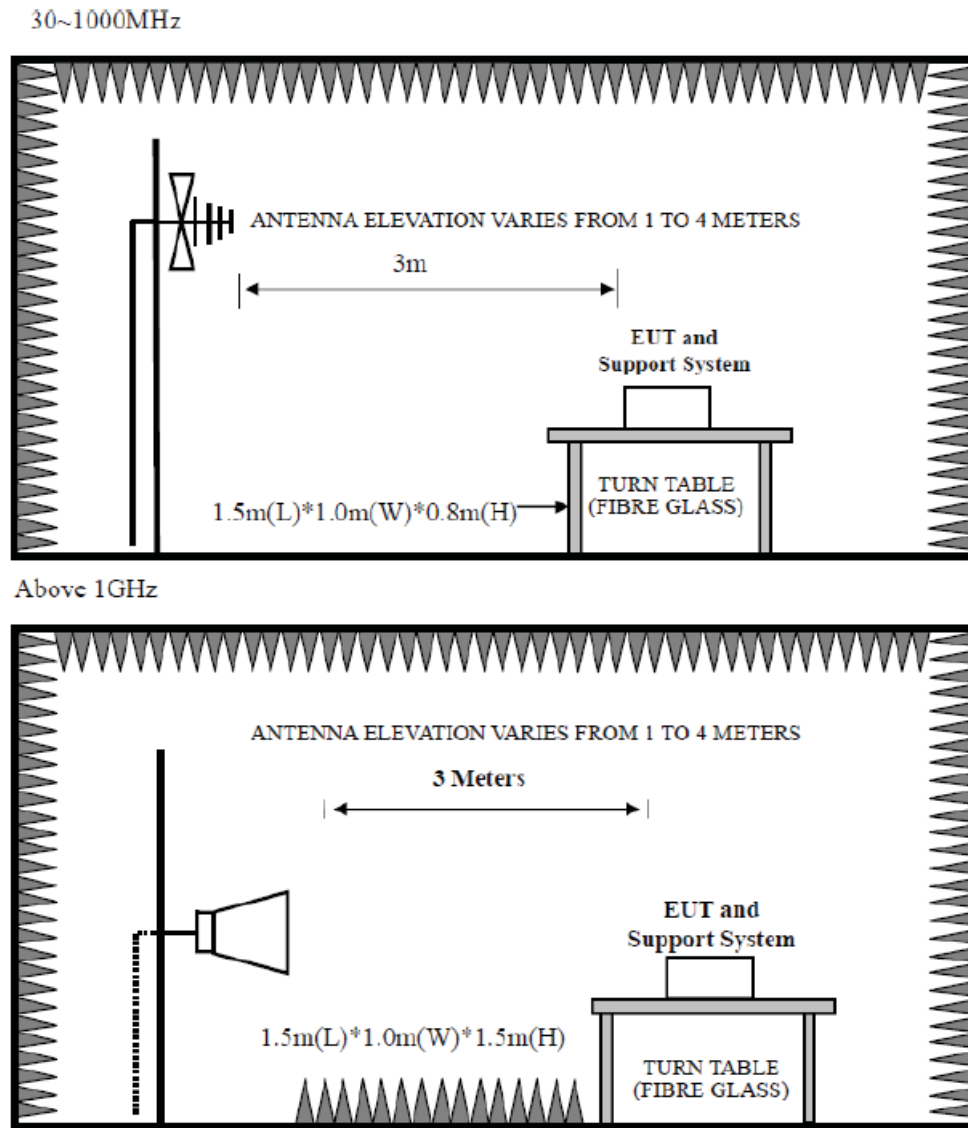 30~1000MHz
ANTENNA ELEVATION VARIES FROM 1 TO 4 METERS
3m
EUT and
Support System
TURN TABLE
(FIBRE GLASS)
1.5m(L)*1.0m(W)*0.8m(H)
Above 1GHz
ANTENNA ELEVATION VARIES FROM 1 TO 4 METERS
3 Meters
EUT and
Support System
1.5m(L)*1.0m(W)*1.5m(H)
TURN TABLE
(FIBRE GLASS)